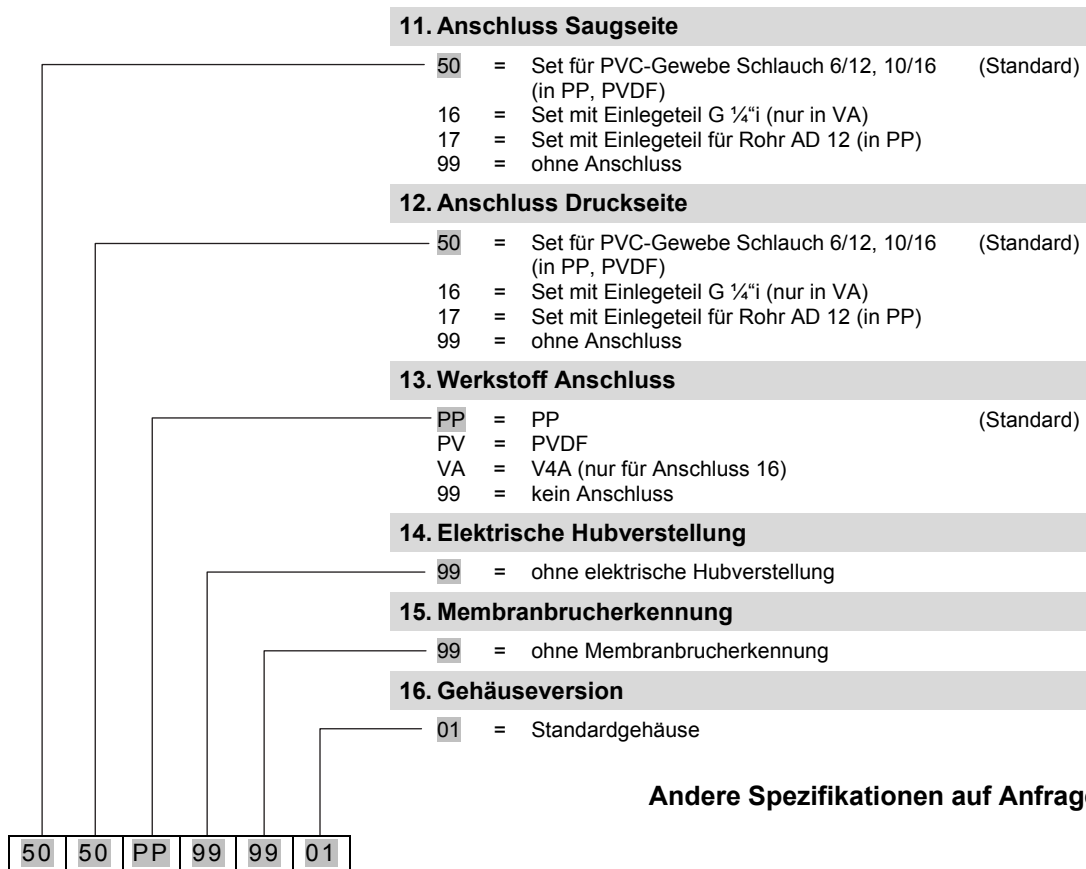 11. Anschluss Saugseite
50 = Set für PVC-Gewebe Schlauch 6/12, 10/16 (Standard)
(in PP, PVDF)
16 = Set mit Einlegeteil G ¼“i (nur in VA)
17 = Set mit Einlegeteil für Rohr AD 12 (in PP)
99 = ohne Anschluss
12. Anschluss Druckseite
50 = Set für PVC-Gewebe Schlauch 6/12, 10/16 (Standard)
(in PP, PVDF)
16 = Set mit Einlegeteil G ¼“i (nur in VA)
17 = Set mit Einlegeteil für Rohr AD 12 (in PP)
99 = ohne Anschluss
13. Werkstoff Anschluss
PP = PP (Standard)
PV = PVDF
VA = V4A (nur für Anschluss 16)
99 = kein Anschluss
14. Elektrische Hubverstellung
99 = ohne elektrische Hubverstellung
15. Membranbrucherkennung
99 = ohne Membranbrucherkennung
16. Gehäuseversion
01 = Standardgehäuse
Andere Spezifikationen auf Anfrage
50 50 PP 99 99 01